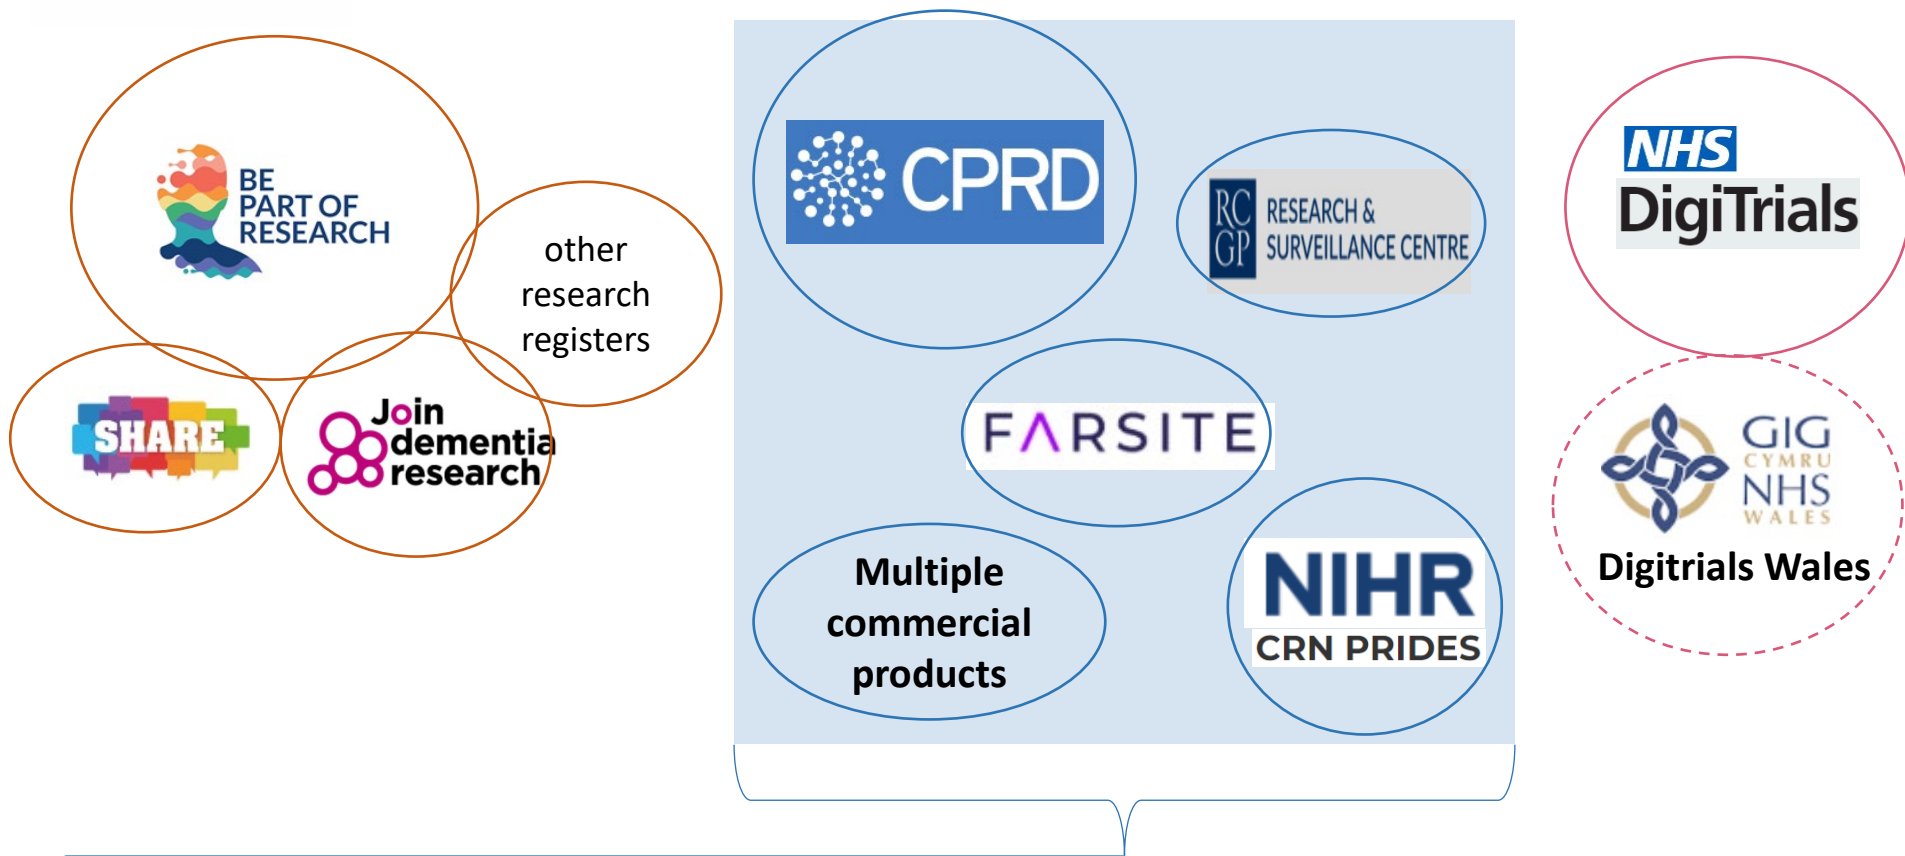 BE
PART OF
RESEARCH
other
research
registers
SHARE
Join
dementia
research
CPRD
RC
GP
RESEARCH &
SURVEILLANCE CENTRE
FARSITE
Multiple
commercial
products
NIHR
CRN PRIDES
NHS
DigiTrials
GIG
CYMRU
NHS
WALES
Digitrials Wales